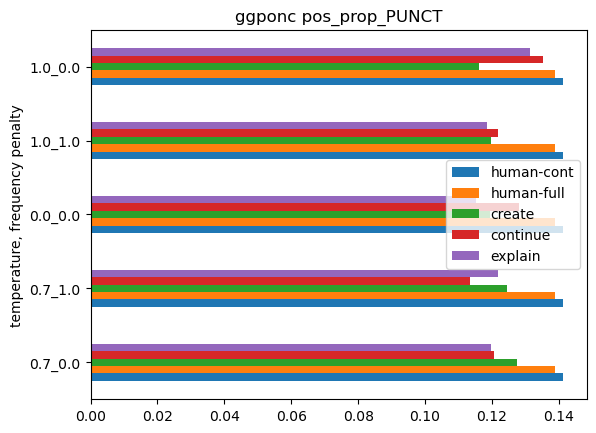 ggponc pos_prop_PUNCT
temperature, frequency penalty
1.0_0.0
1.0_1.0
0.0_0.0
0.7_1.0
0.7_0.0
human-cont
human-full
create
continue
explain
0.00 0.02 0.04 0.06 0.08 0.10 0.12 0.14